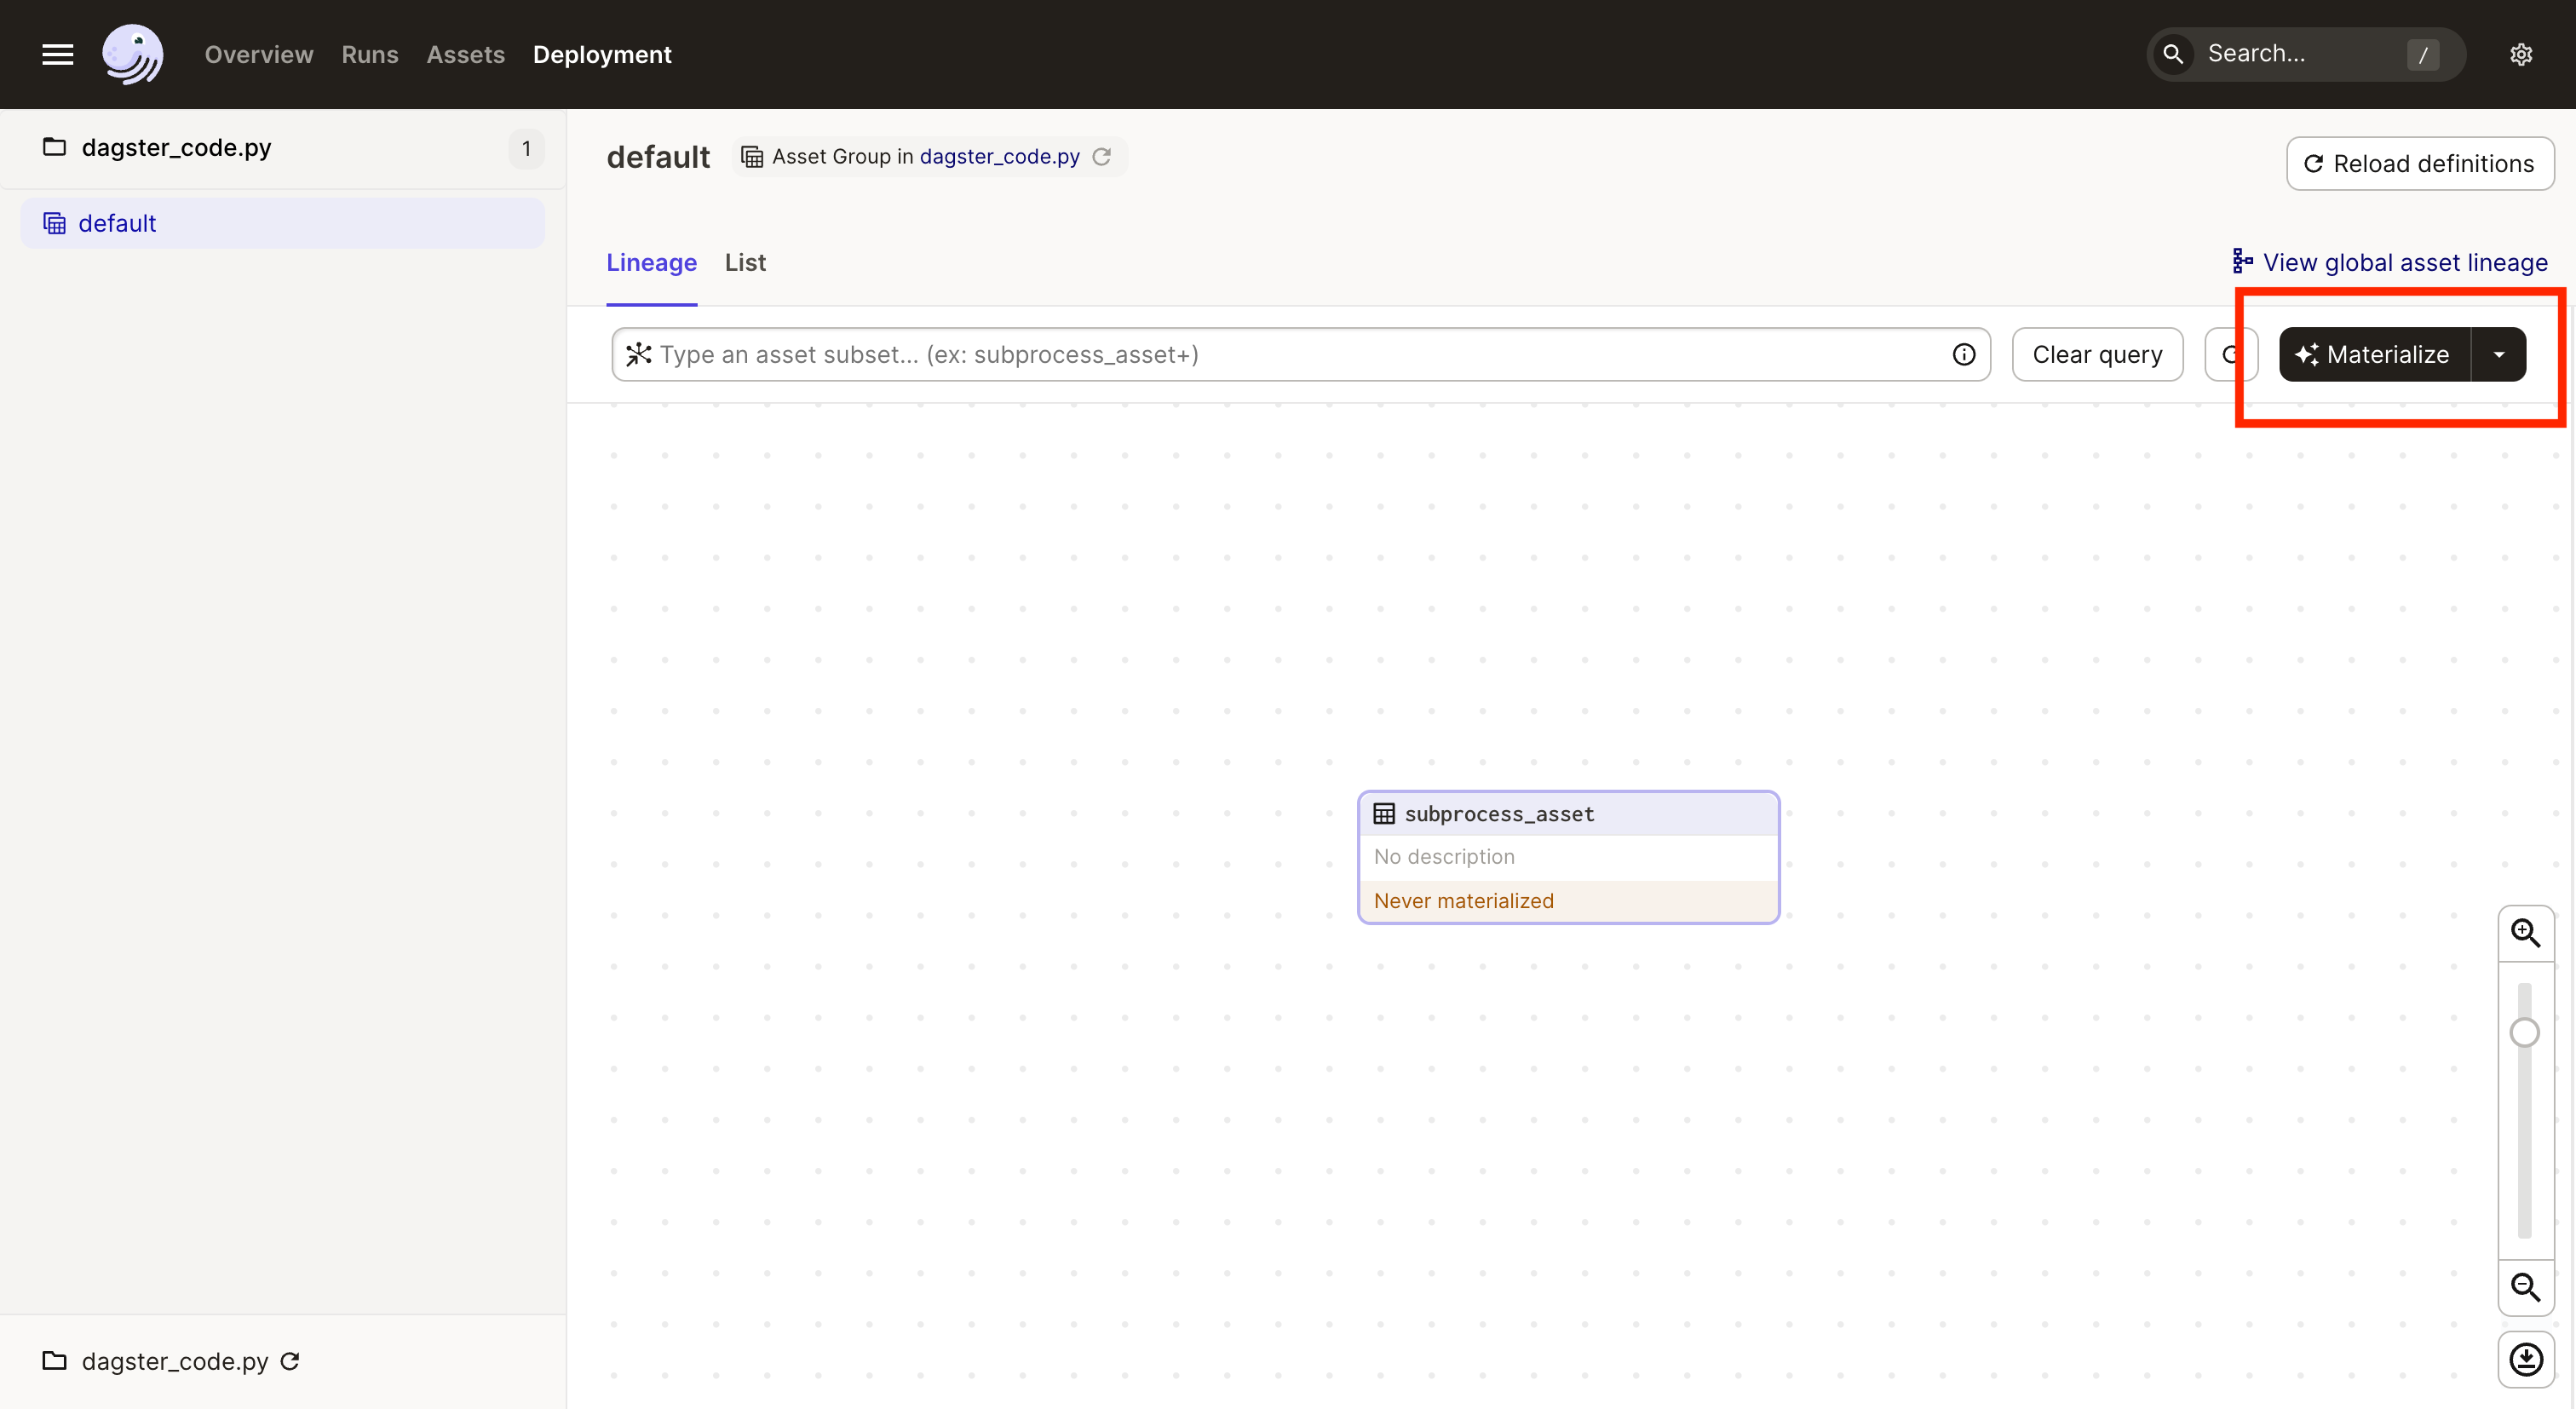 Overview Runs Assets Deployment Search... /
dagster_code.py 1
default
default Asset Group in dagster_code.py Reload definitions
Lineage List View global asset lineage
Type an asset subset... (ex: subprocess_asset+) Clear query Materialize
subprocess_asset
No description
Never materialized
dagster_code.py